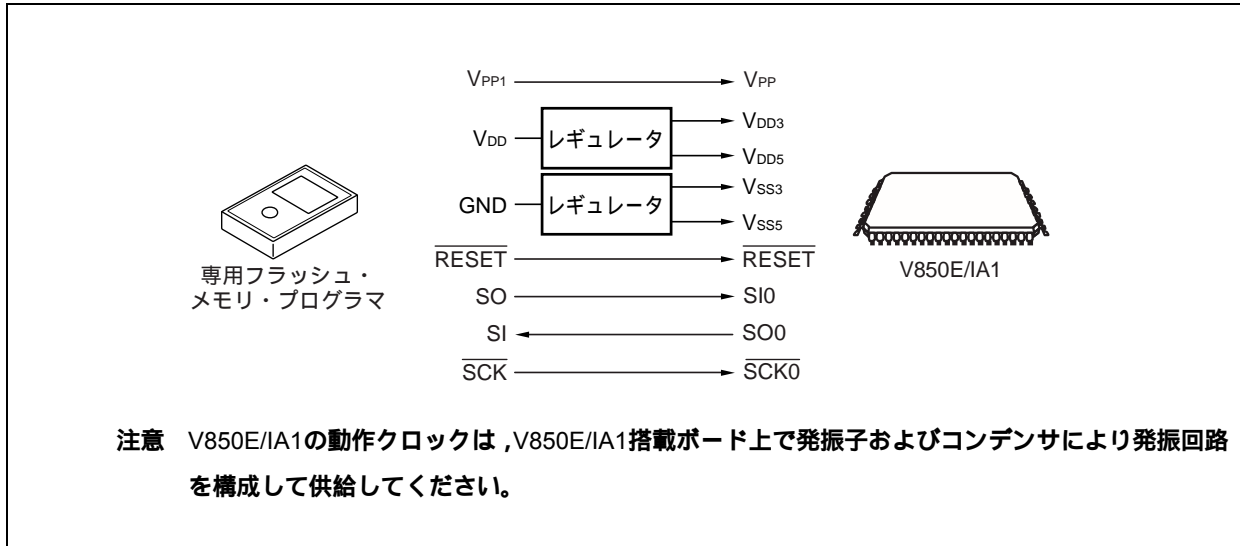 VPP1 VPP
VDD レギュレータ VDD3
VDD5
GND レギュレータ VSS3
VSS5
RESET RESET
SO SI0
SI SO0
SCK SCK0
専用フラッシュ・
メモリ・プログラマ
V850E/IA1
注意 V850E/IA1の動作クロックは,V850E/IA1搭載ボード上で発振子およびコンデンサにより発振回路
を構成して供給してください。